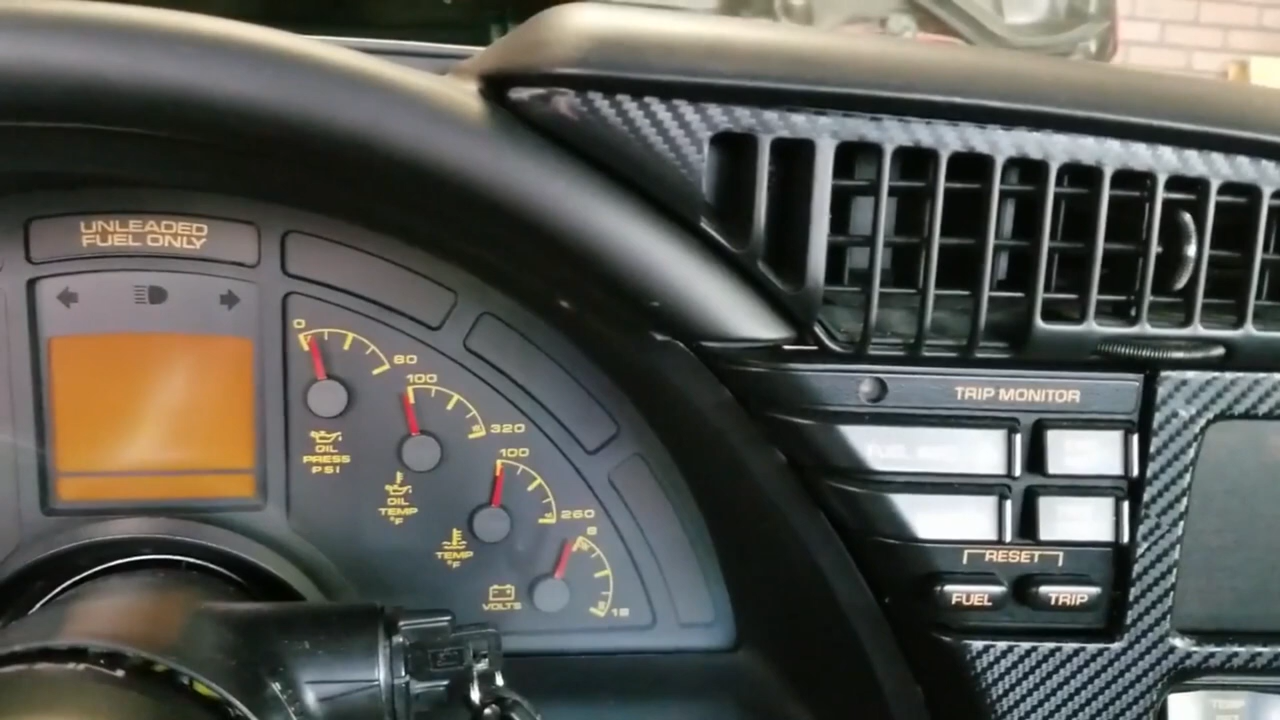 UNLEADED
FUEL ONLY
0
80
OIL
PRESS
PSI
100
320
OIL
TEMP
°F
100
260
TEMP
°F
8
18
VOLTS
TRIP MONITOR
RESET
FUEL
TRIP